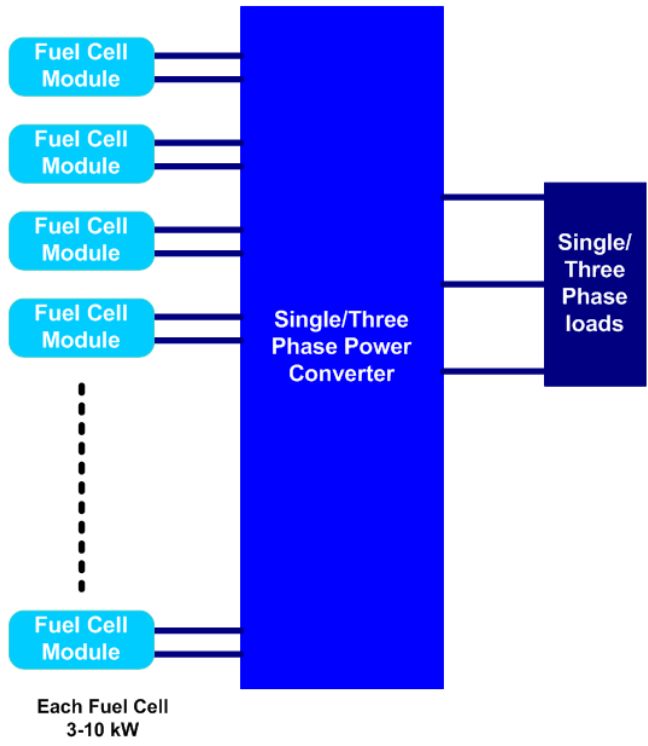 Fuel Cell
Module
Fuel Cell
Module
Fuel Cell
Module
Fuel Cell
Module
Fuel Cell
Module
Each Fuel Cell
3-10 kW
Single/Three
Phase Power
Converter
Single/
Three
Phase
loads